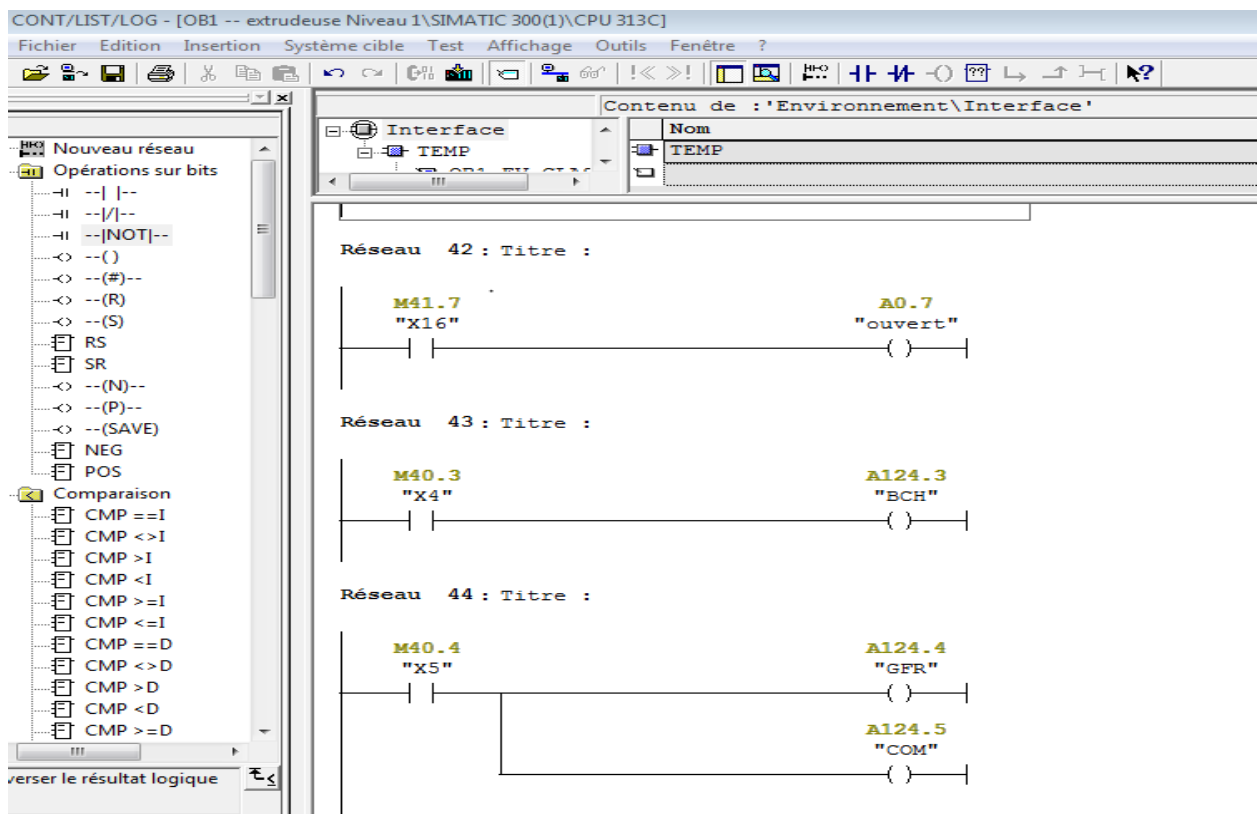 CONT/LIST/LOG - [OB1 -- extrudeuse Niveau 1\SIMATIC 300(1)\CPU 313C]
Fichier Edition Insertion Système cible Test Affichage Outils Fenêtre ?
Contenu de :'Environnement\Interface'
Interface
TEMP
Nom
TEMP
Nouveau réseau
Opérations sur bits
--| |--
--|/|--
--|NOT|--
--( )
--(#)--
--(R)
--(S)
RS
SR
--(N)--
--(P)--
--(SAVE)
NEG
POS
Comparaison
CMP ==I
CMP <>I
CMP >I
CMP <I
CMP >=I
CMP <=I
CMP ==D
CMP <>D
CMP >D
CMP <D
CMP >=D
verser le résultat logique
Réseau 42 : Titre :
M41.7
"X16"
A0.7
"ouvert"
Réseau 43 : Titre :
M40.3
"X4"
A124.3
"BCH"
Réseau 44 : Titre :
M40.4
"X5"
A124.4
"GFR"
A124.5
"COM"